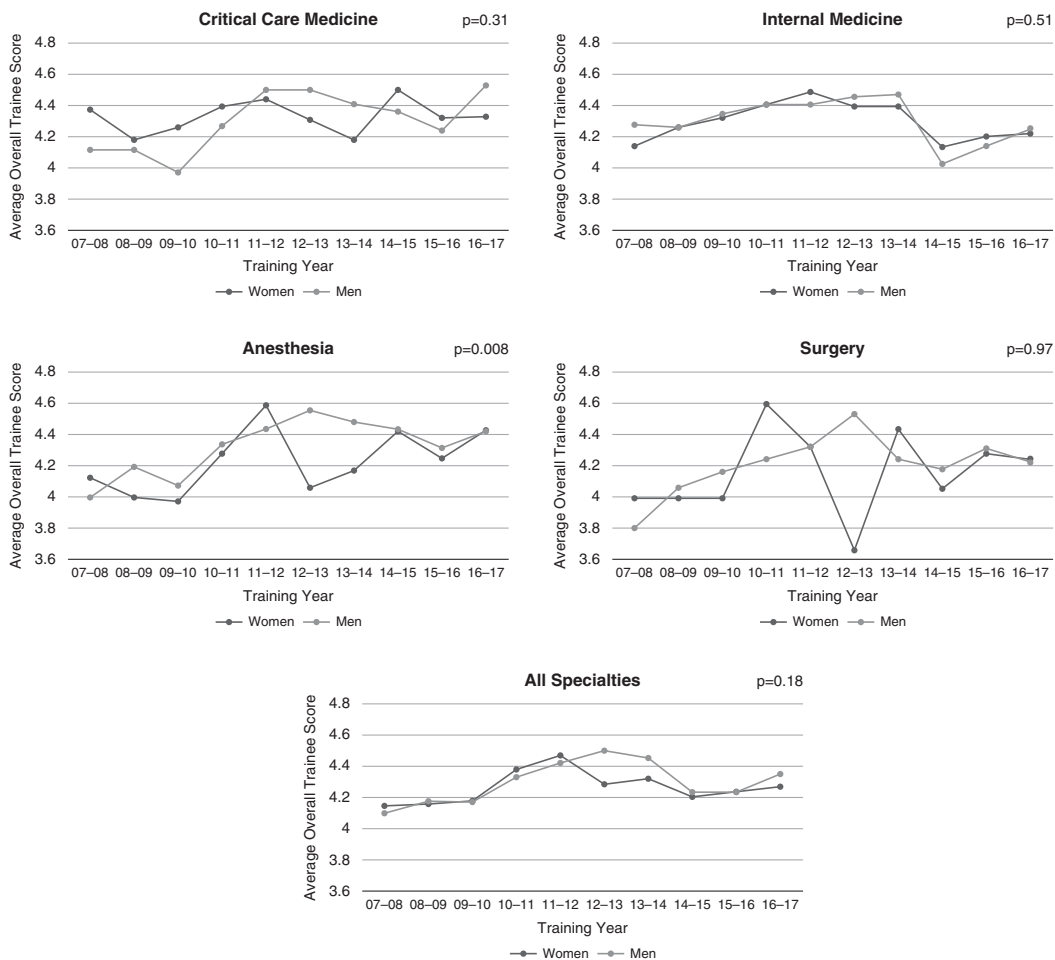 Critical Care Medicine
p=0.31
Average Overall Trainee Score
4.8
4.6
4.4
4.2
4
3.8
3.6
07–08 08–09 09–10 10–11 11–12 12–13 13–14 14–15 15–16 16–17
Training Year
Women Men
Internal Medicine
p=0.51
Average Overall Trainee Score
4.8
4.6
4.4
4.2
4
3.8
3.6
07–08 08–09 09–10 10–11 11–12 12–13 13–14 14–15 15–16 16–17
Training Year
Women Men
Anesthesia
p=0.008
Average Overall Trainee Score
4.8
4.6
4.4
4.2
4
3.8
3.6
07–08 08–09 09–10 10–11 11–12 12–13 13–14 14–15 15–16 16–17
Training Year
Women Men
Surgery
p=0.97
Average Overall Trainee Score
4.8
4.6
4.4
4.2
4
3.8
3.6
07–08 08–09 09–10 10–11 11–12 12–13 13–14 14–15 15–16 16–17
Training Year
Women Men
All Specialties
p=0.18
Average Overall Trainee Score
4.8
4.6
4.4
4.2
4
3.8
3.6
07–08 08–09 09–10 10–11 11–12 12–13 13–14 14–15 15–16 16–17
Training Year
Women Men